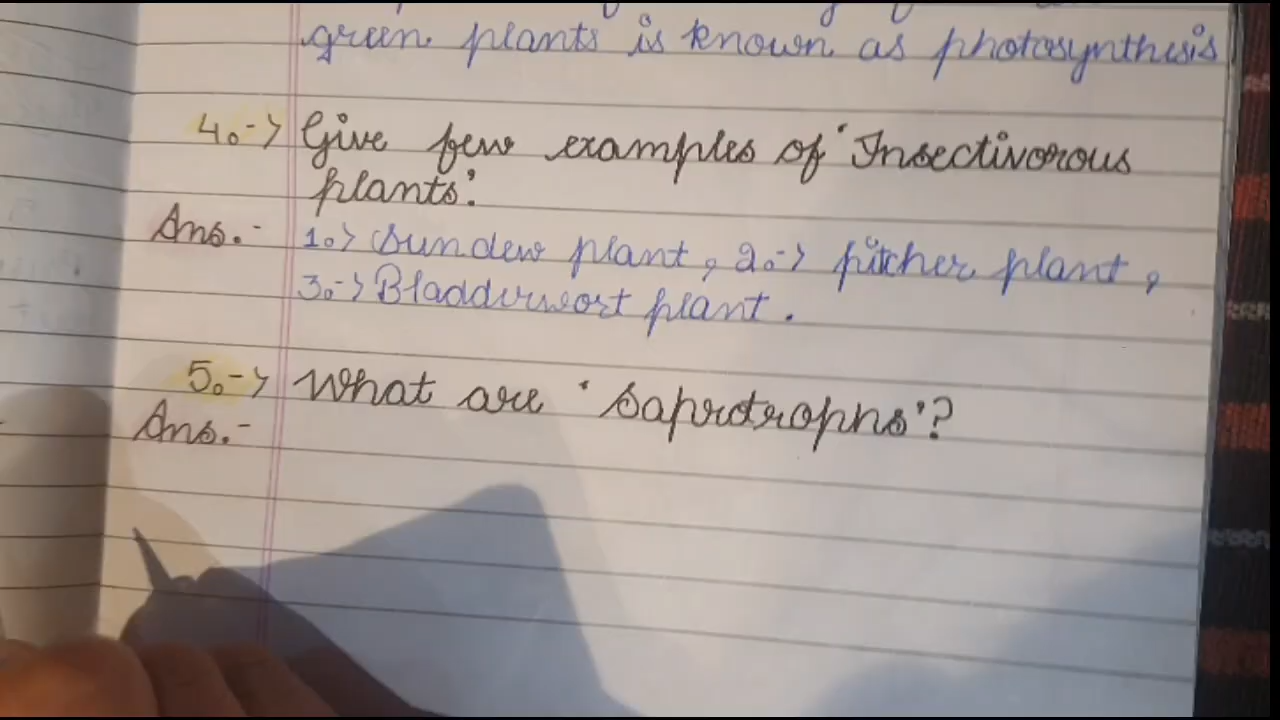 green plants is known as photosynthesis
4.→ Give few examples of 'Insectivorous
plants'.
Ans.- 1.> Sundew plant, 2.-> pitcher plant,
3.-> Bladderwort plant.
5.-> What are 'Saprotrophs'?
Ans.-